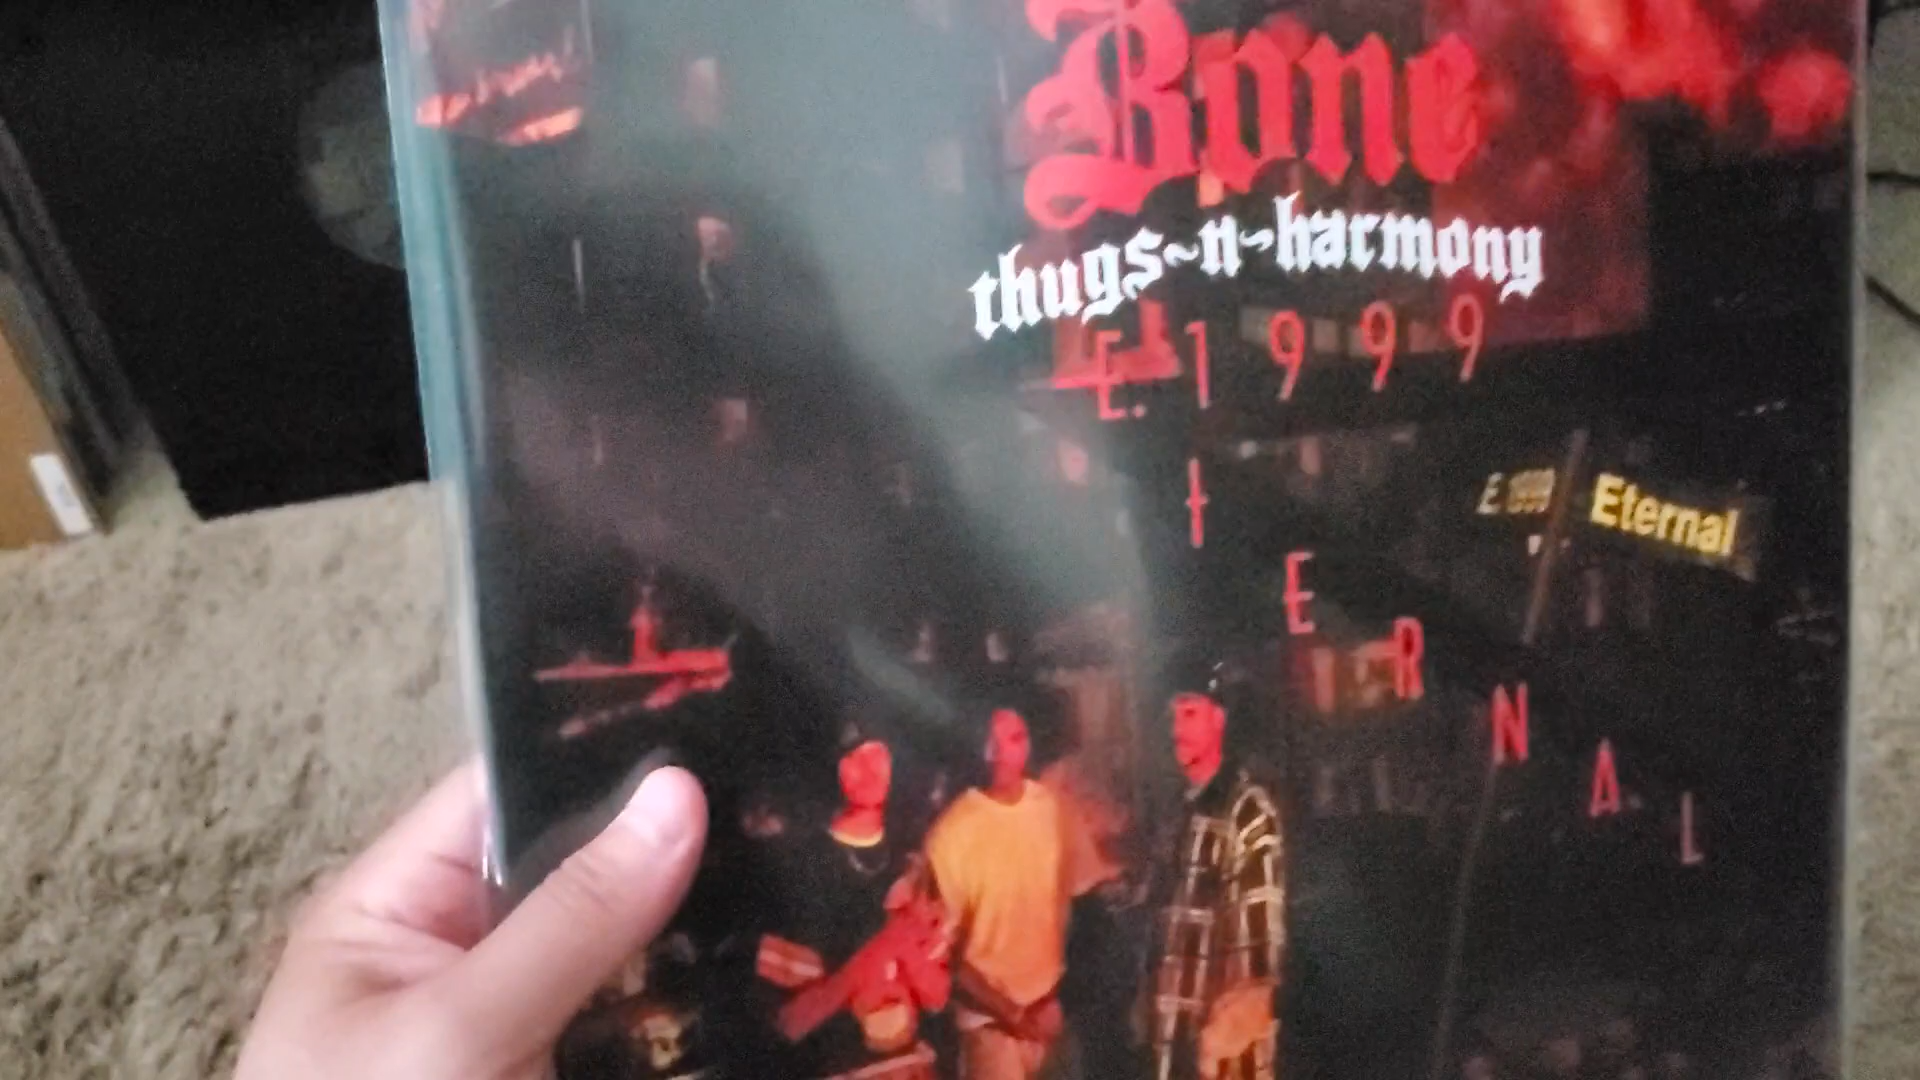 Bone
thugs~n~harmony
E. 1999
ETERNAL
E 1999 Eternal